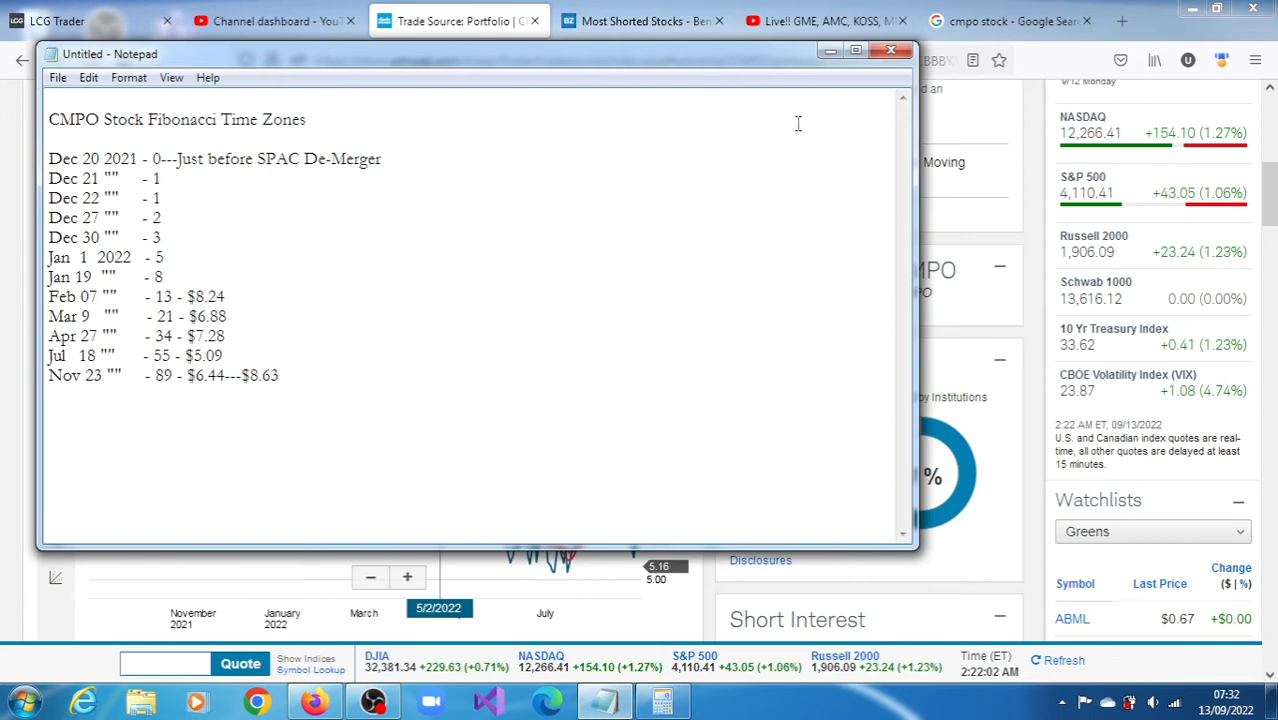 LCG Trader
Channel dashboard - YouT
Trade Source: Portfolio | C
Most Shorted Stocks - Ben
Live!! GME, AMC, KOSS, M
cmpo stock - Google Sear
Untitled - Notepad
File Edit Format View Help
CMPO Stock Fibonacci Time Zones
Dec 20 2021 - 0---Just before SPAC De-Merger
Dec 21 "" - 1
Dec 22 "" - 1
Dec 27 "" - 2
Dec 30 "" - 3
Jan 1 2022 - 5
Jan 19 "" - 8
Feb 07 "" - 13 - $8.24
Mar 9 "" - 21 - $6.88
Apr 27 "" - 34 - $7.28
Jul 18 "" - 55 - $5.09
Nov 23 "" - 89 - $6.44---$8.63
BBBY
d an
Moving
MPO
PO
by Institutions
%
Disclosures
Short Interest
9/12 Monday
NASDAQ
12,266.41 +154.10 (1.27%)
S&P 500
4,110.41 +43.05 (1.06%)
Russell 2000
1,906.09 +23.24 (1.23%)
Schwab 1000
13,616.12 0.00 (0.00%)
10 Yr Treasury Index
33.62 +0.41 (1.23%)
CBOE Volatility Index (VIX)
23.87 +1.08 (4.74%)
2:22 AM ET, 09/13/2022
U.S. and Canadian index quotes are real-
time, all other quotes are delayed at least
15 minutes.
Watchlists
Greens
Change
Symbol Last Price ($ | %)
ABML $0.67 +$0.00
5.16
5.00
5/2/2022
November
2021
January
2022
March
July
Quote
Show Indices
Symbol Lookup
DJIA
32,381.34 +229.63 (+0.71%)
NASDAQ
12,266.41 +154.10 (+1.27%)
S&P 500
4,110.41 +43.05 (+1.06%)
Russell 2000
1,906.09 +23.24 (+1.23%)
Time (ET)
2:22:02 AM
Refresh
07:32
13/09/2022